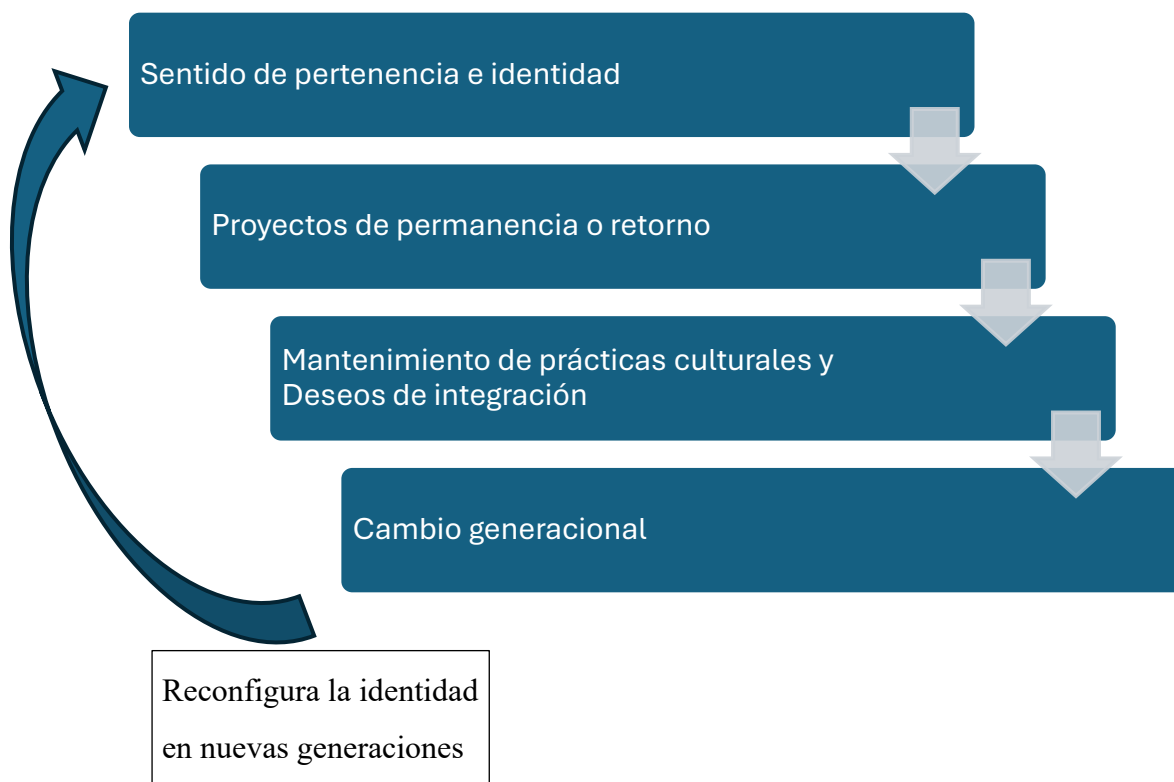 Sentido de pertenencia e identidad
Proyectos de permanencia o retorno
Mantenimiento de prácticas culturales y
Deseos de integración
Cambio generacional
Reconfigura la identidad
en nuevas generaciones